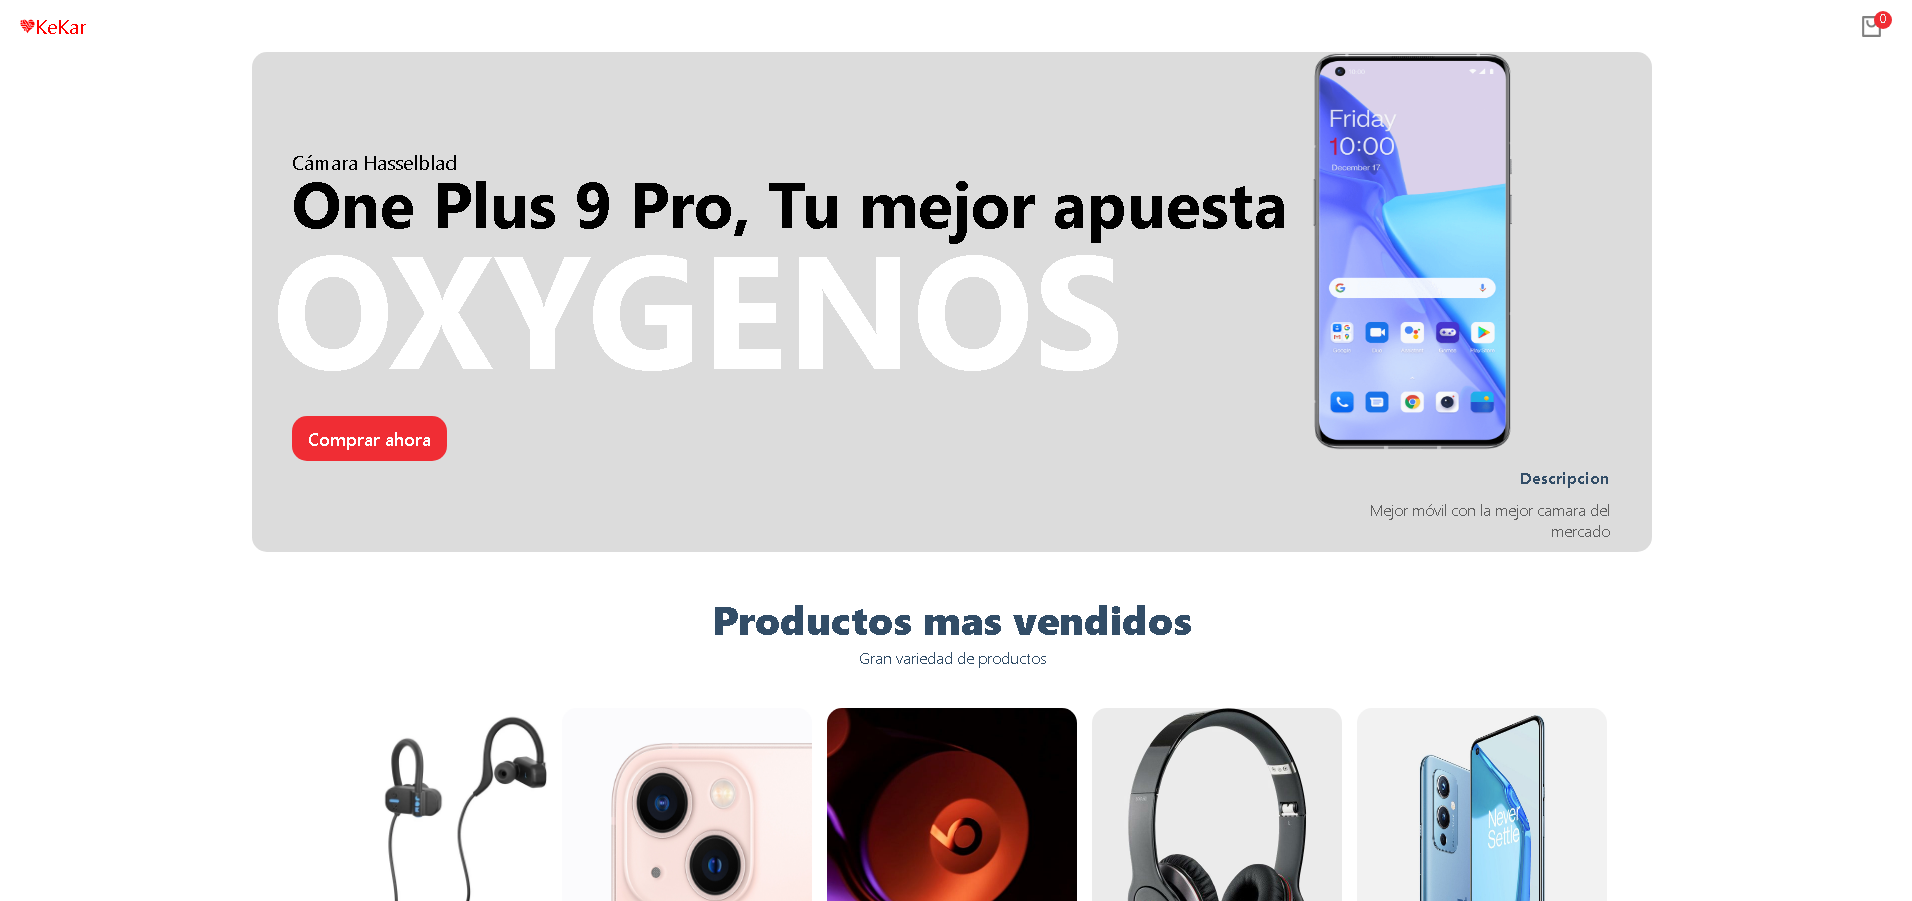 KeKar
0
Cámara Hasselblad
One Plus 9 Pro, Tu mejor apuesta
OXYGENOS
Comprar ahora
Friday
10:00
December 17
Descripcion
Mejor móvil con la mejor camara del
mercado
Productos mas vendidos
Gran variedad de productos
Never
Settle